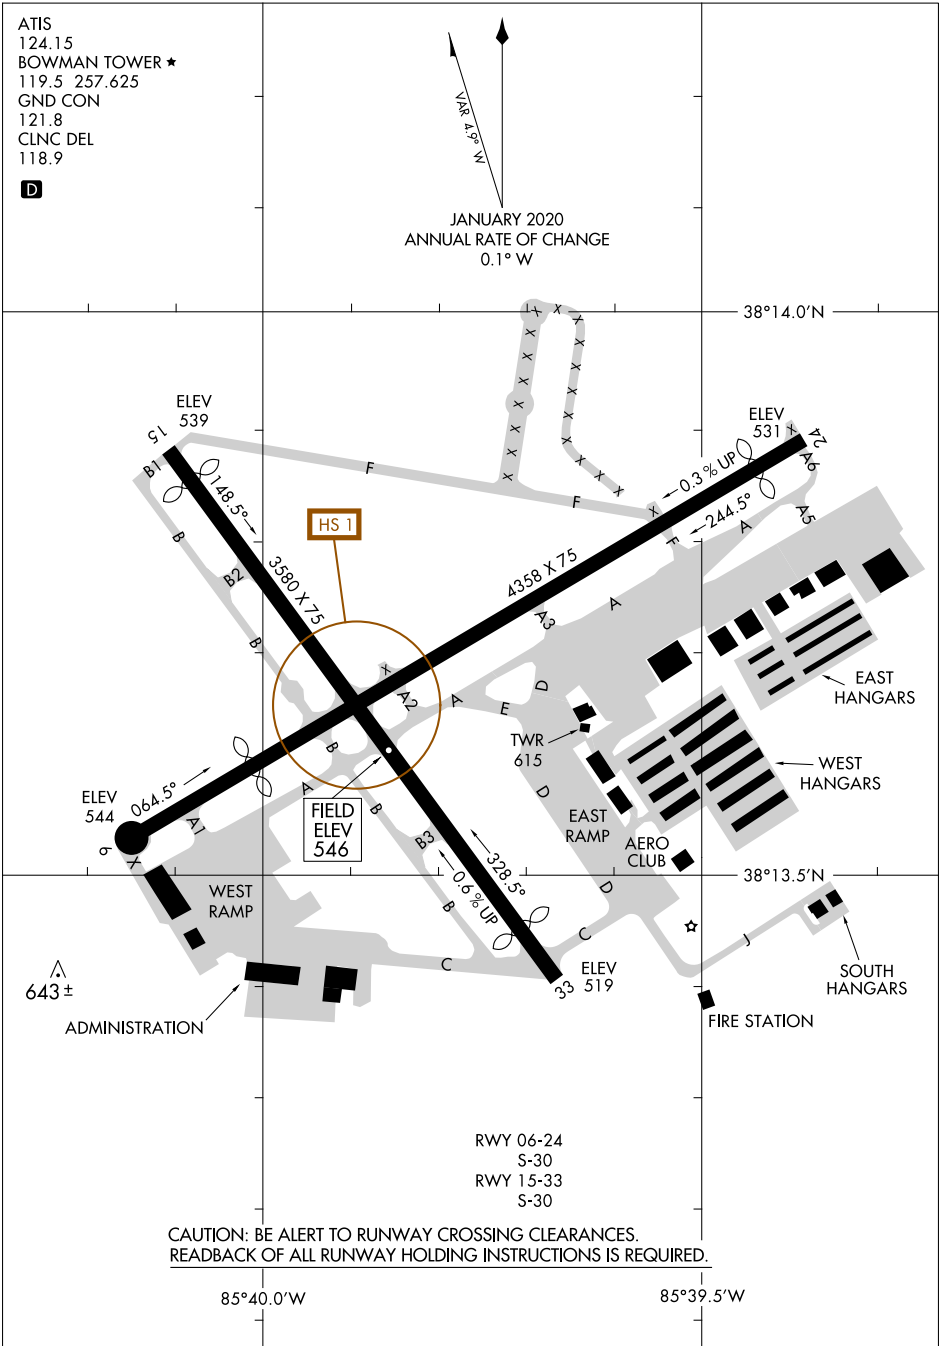 ATIS
124.15
BOWMAN TOWER ★
119.5 257.625
GND CON
121.8
CLNC DEL
118.9
D
VAR 4.9° W
JANUARY 2020
ANNUAL RATE OF CHANGE
0.1° W
38°14.0'N
X X X X X X X X X X X X X X X X X X X
ELEV
539
15
B1
148.5°
F
HS 1
ELEV
531
X
24
A6
0.3 % UP
244.5°
F
X
F
A
A5
B
B2
3580 X 75
4358 X 75
A3
A
B
X
A2
A
E
D
EAST
HANGARS
TWR
615
WEST
HANGARS
B
064.5°
A
ELEV
544
A1
FIELD
ELEV
546
B
D
EAST
RAMP
AERO
CLUB
B3
6
X
328.5°
0.6 % UP
38°13.5'N
WEST
RAMP
B
D
C
J
C
33
ELEV
519
SOUTH
HANGARS
643±
ADMINISTRATION
FIRE STATION
RWY 06-24
S-30
RWY 15-33
S-30
CAUTION: BE ALERT TO RUNWAY CROSSING CLEARANCES.
READBACK OF ALL RUNWAY HOLDING INSTRUCTIONS IS REQUIRED.
85°40.0'W
85°39.5'W